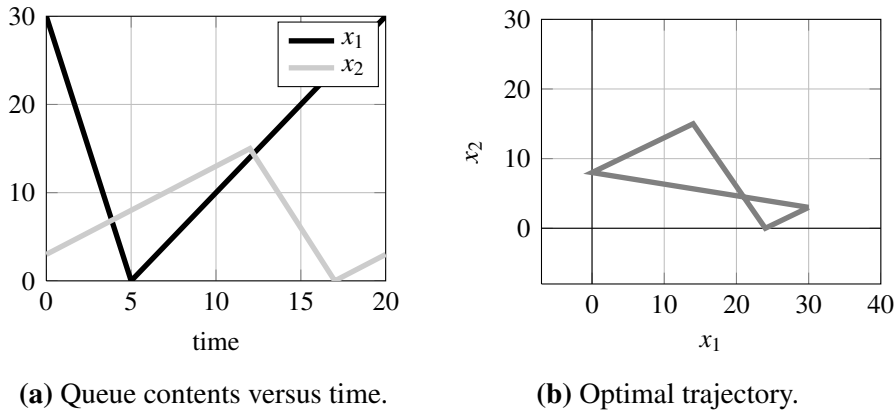 30
20
10
0
0 5 10 15 20
time
x₁
x₂
(a) Queue contents versus time.
30
20
10
0
0 10 20 30 40
x₁
x₂
(b) Optimal trajectory.